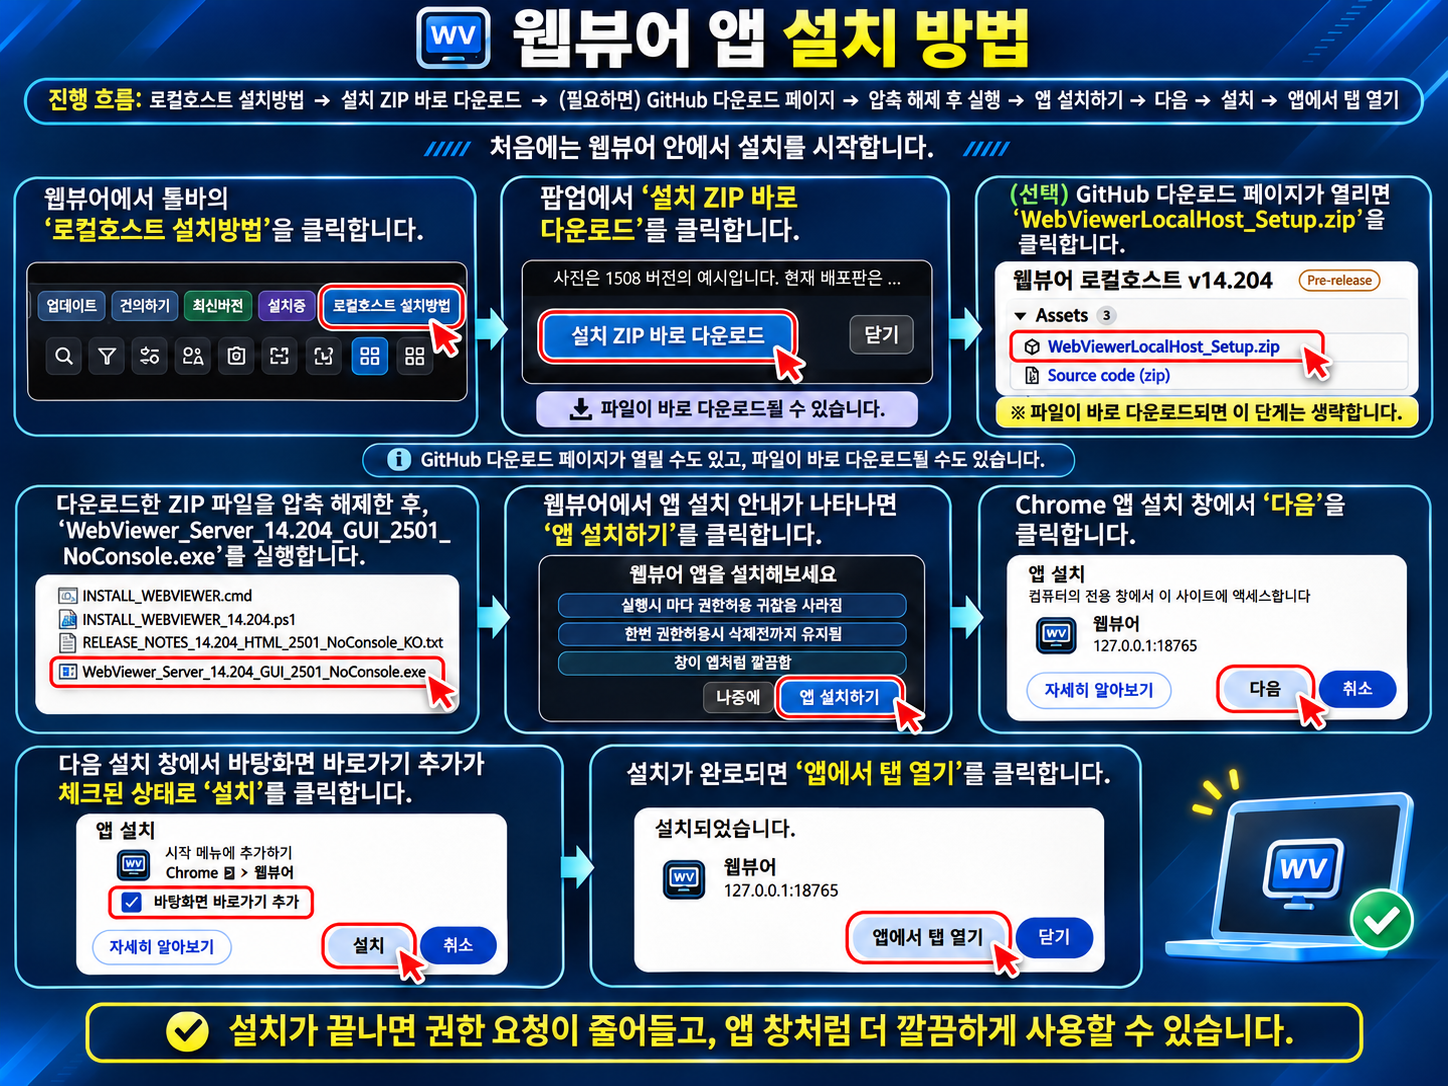 WV 웹뷰어 앱 설치 방법
진행 흐름: 로컬호스트 설치방법 → 설치 ZIP 바로 다운로드 → (필요하면) GitHub 다운로드 페이지 → 압축 해제 후 실행 → 앱 설치하기 → 다음 → 설치 → 앱에서 탭 열기
처음에는 웹뷰어 안에서 설치를 시작합니다.
웹뷰어에서 톨바의
‘로컬호스트 설치방법’을 클릭합니다.
업데이트 건의하기 최신버전 설치중 로컬호스트 설치방법
팝업에서 ‘설치 ZIP 바로
다운로드’를 클릭합니다.
사진은 1508 버전의 예시입니다. 현재 배포판은 ...
설치 ZIP 바로 다운로드 닫기
파일이 바로 다운로드될 수 있습니다.
(선택) GitHub 다운로드 페이지가 열리면
‘WebViewerLocalHost_Setup.zip’을
클릭합니다.
웹뷰어 로컬호스트 v14.204 Pre-release
Assets 3
WebViewerLocalHost_Setup.zip
Source code (zip)
※ 파일이 바로 다운로드되면 이 단계는 생략합니다.
GitHub 다운로드 페이지가 열릴 수도 있고, 파일이 바로 다운로드될 수도 있습니다.
다운로드한 ZIP 파일을 압축 해제한 후,
‘WebViewer_Server_14.204_GUI_2501_
NoConsole.exe’를 실행합니다.
INSTALL_WEBVIEWER.cmd
INSTALL_WEBVIEWER_14.204.ps1
RELEASE_NOTES_14.204_HTML_2501_NoConsole_KO.txt
WebViewer_Server_14.204_GUI_2501_NoConsole.exe
웹뷰어에서 앱 설치 안내가 나타나면
‘앱 설치하기’를 클릭합니다.
웹뷰어 앱을 설치해보세요
실행시 마다 권한허용 귀찮음 사라짐
한번 권한허용시 삭제전까지 유지됨
창이 앱처럼 깔끔함
나중에 앱 설치하기
Chrome 앱 설치 창에서 ‘다음’을
클릭합니다.
앱 설치
컴퓨터의 전용 창에서 이 사이트에 액세스합니다
WV 웹뷰어
127.0.0.1:18765
자세히 알아보기 다음 취소
다음 설치 창에서 바탕화면 바로가기 추가가
체크된 상태로 ‘설치’를 클릭합니다.
앱 설치
WV 시작 메뉴에 추가하기
Chrome > 웹뷰어
바탕화면 바로가기 추가
자세히 알아보기 설치 취소
설치가 완료되면 ‘앱에서 탭 열기’를 클릭합니다.
설치되었습니다.
WV 웹뷰어
127.0.0.1:18765
앱에서 탭 열기 닫기
WV
설치가 끝나면 권한 요청이 줄어들고, 앱 창처럼 더 깔끔하게 사용할 수 있습니다.